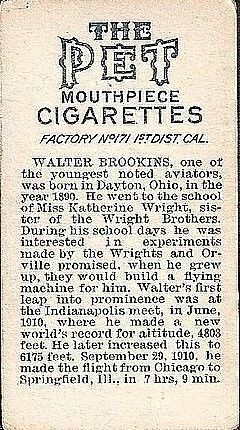 THE
PET
MOUTHPIECE
CIGARETTES
FACTORY No 171 1ST DIST. CAL.
WALTER BROOKINS, one of
the youngest noted aviators,
was born in Dayton, Ohio, in the
year 1890. He went to the school
of Miss Katherine Wright, sis-
ter of the Wright Brothers.
During his school days he was
interested in experiments
made by the Wrights and Or-
ville promised, when he grew
up, they would build a flying
machine for him. Walter's first
leap into prominence was at
the Indianapolis meet, in June,
1910, where he made a new
world's record for altitude, 4803
feet. He later increased this to
6175 feet. September 29, 1910, he
made the flight from Chicago to
Springfield, Ill., in 7 hrs, 9 min.